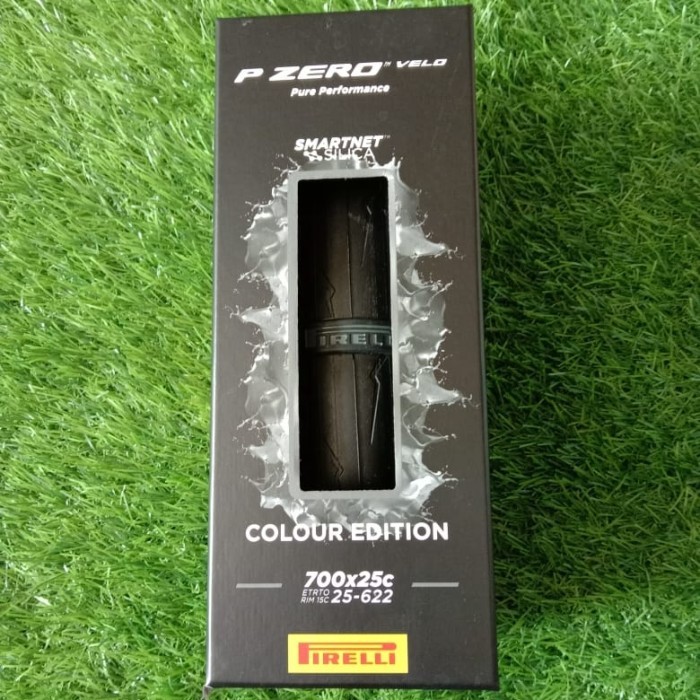 P ZERO™ VELO
Pure Performance
SMARTNET™
SILICA
PIRELLI
COLOUR EDITION
700x25c
ETRTO
RIM 15C 25-622
PIRELLI